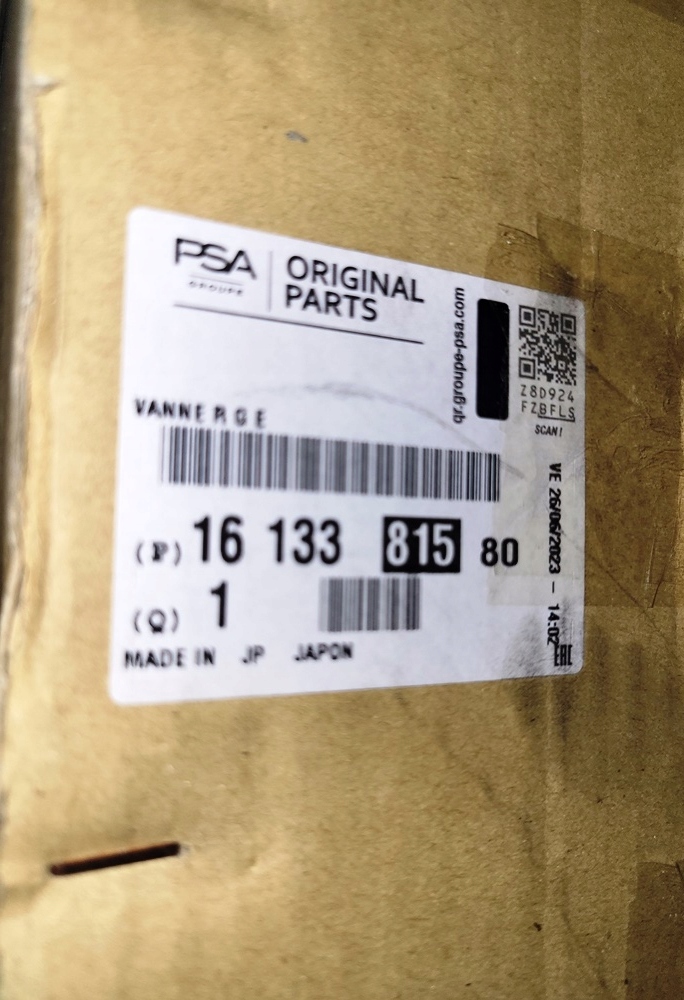 PSA
GROUPE
ORIGINAL
PARTS
qr.groupe-psa.com
Z8D924
FZBFLS
SCAN!
VANNE R G E
(P) 16 133 815 80
(Q) 1
MADE IN JP JAPON
VE 26/06/2023 – 14:02
EAC